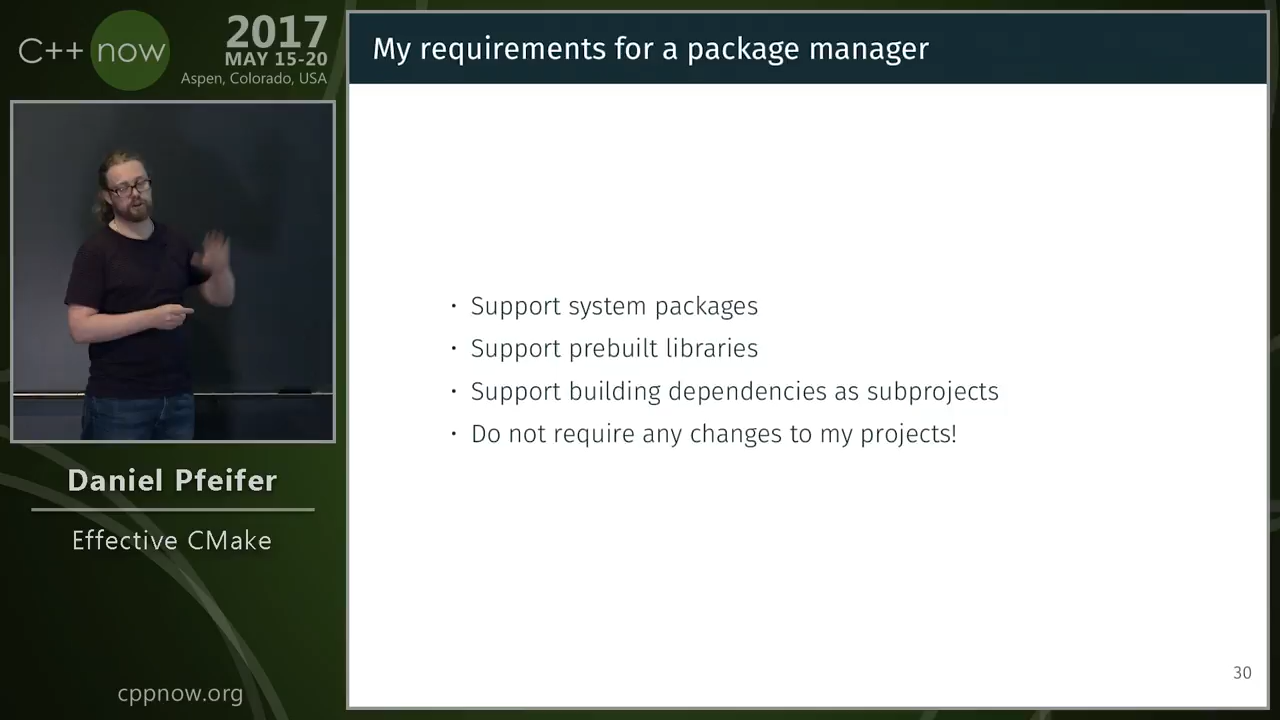 C++ now
2017
MAY 15-20
Aspen, Colorado, USA
Daniel Pfeifer
Effective CMake
cppnow.org
My requirements for a package manager
· Support system packages
· Support prebuilt libraries
· Support building dependencies as subprojects
· Do not require any changes to my projects!
30